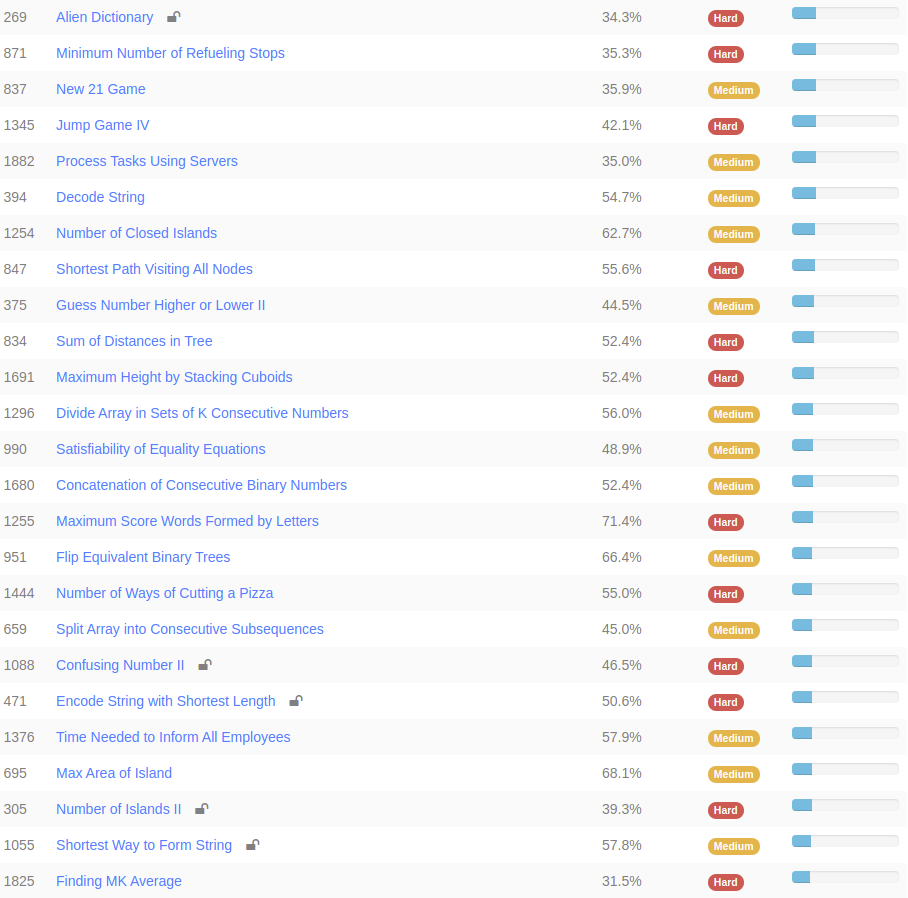 269 Alien Dictionary 34.3% Hard
871 Minimum Number of Refueling Stops 35.3% Hard
837 New 21 Game 35.9% Medium
1345 Jump Game IV 42.1% Hard
1882 Process Tasks Using Servers 35.0% Medium
394 Decode String 54.7% Medium
1254 Number of Closed Islands 62.7% Medium
847 Shortest Path Visiting All Nodes 55.6% Hard
375 Guess Number Higher or Lower II 44.5% Medium
834 Sum of Distances in Tree 52.4% Hard
1691 Maximum Height by Stacking Cuboids 52.4% Hard
1296 Divide Array in Sets of K Consecutive Numbers 56.0% Medium
990 Satisfiability of Equality Equations 48.9% Medium
1680 Concatenation of Consecutive Binary Numbers 52.4% Medium
1255 Maximum Score Words Formed by Letters 71.4% Hard
951 Flip Equivalent Binary Trees 66.4% Medium
1444 Number of Ways of Cutting a Pizza 55.0% Hard
659 Split Array into Consecutive Subsequences 45.0% Medium
1088 Confusing Number II 46.5% Hard
471 Encode String with Shortest Length 50.6% Hard
1376 Time Needed to Inform All Employees 57.9% Medium
695 Max Area of Island 68.1% Medium
305 Number of Islands II 39.3% Hard
1055 Shortest Way to Form String 57.8% Medium
1825 Finding MK Average 31.5% Hard